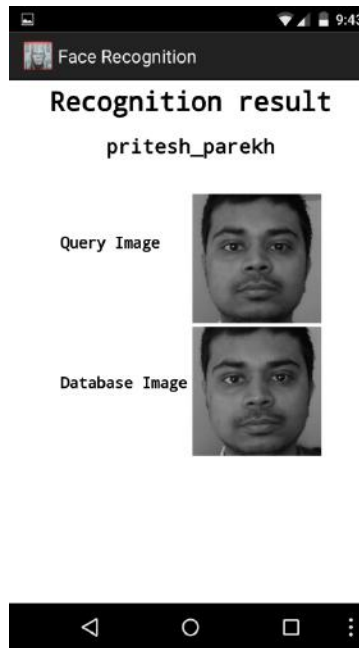 9:43
Face Recognition
Recognition result
pritesh_parekh
Query Image
Database Image